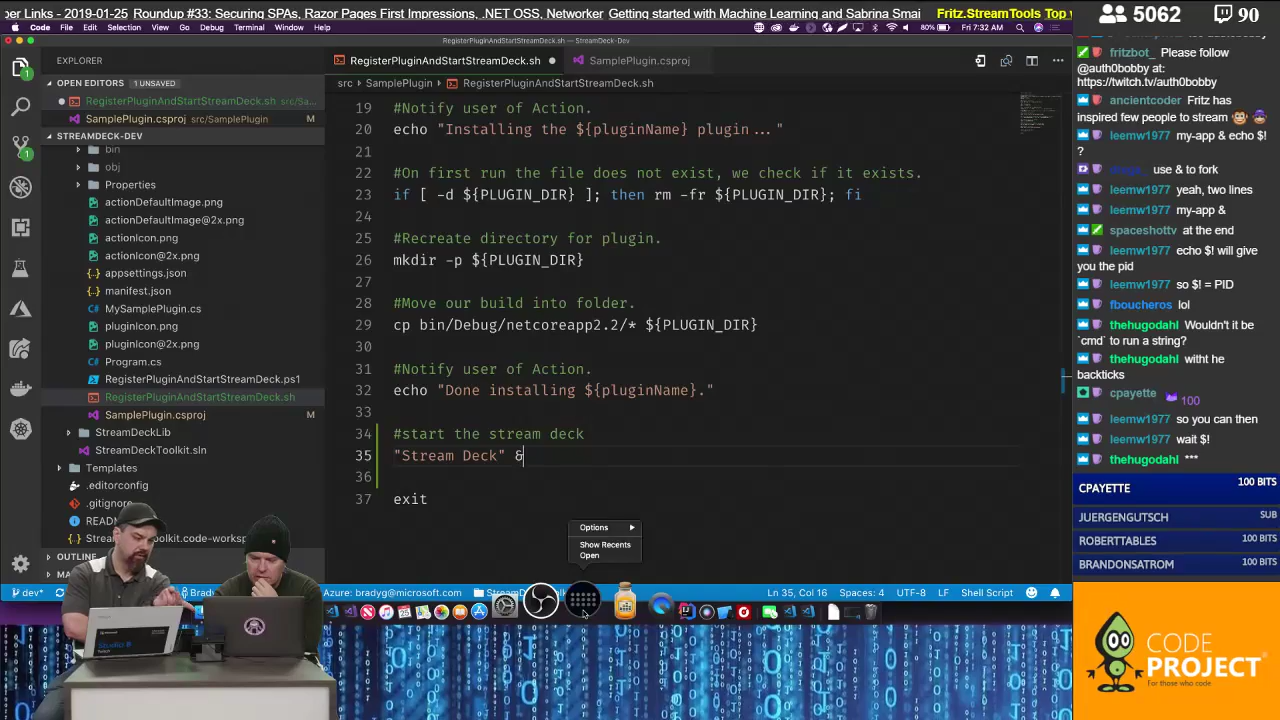 per Links - 2019-01-25 Roundup #33: Securing SPAs, Razor Pages First Impressions, .NET OSS, Networker Getting started with Machine Learning and Sabrina Smai Fritz.StreamTools Top v
5062 90
Code File Edit Selection View Go Debug Terminal Window 80% Fri 7:32 AM
RegisterPluginAndStartStreamDeck.sh — StreamDeck-Dev
EXPLORER
OPEN EDITORS 1 UNSAVED
RegisterPluginAndStartStreamDeck.sh src/Sa...
SamplePlugin.csproj src/SamplePlugin M
STREAMDECK-DEV
bin
obj
Properties
actionDefaultImage.png
actionDefaultImage@2x.png
actionIcon.png
actionIcon@2x.png
appsettings.json
manifest.json
MySamplePlugin.cs
pluginIcon.png
pluginIcon@2x.png
Program.cs
RegisterPluginAndStartStreamDeck.ps1
RegisterPluginAndStartStreamDeck.sh
SamplePlugin.csproj M
StreamDeckLib
StreamDeckToolkit.sln
Templates
.editorconfig
.gitignore
READ
Stream Toolkit.code-worksp
OUTLINE
RegisterPluginAndStartStreamDeck.sh SamplePlugin.csproj
src SamplePlugin RegisterPluginAndStartStreamDeck.sh
19 #Notify user of Action.
20 echo "Installing the ${pluginName} plugin..."
21
22 #On first run the file does not exist, we check if it exists.
23 if [ -d ${PLUGIN_DIR} ]; then rm -fr ${PLUGIN_DIR}; fi
24
25 #Recreate directory for plugin.
26 mkdir -p ${PLUGIN_DIR}
27
28 #Move our build into folder.
29 cp bin/Debug/netcoreapp2.2/* ${PLUGIN_DIR}
30
31 #Notify user of Action.
32 echo "Done installing ${pluginName}."
33
34 #start the stream deck
35 "Stream Deck" &
36
37 exit
Options
Show Recents
Open
dev* Brady Azure: bradyg@microsoft.com Ln 35, Col 16 Spaces: 4 UTF-8 LF Shell Script
fritzbot_ Please follow
@auth0bobby at:
https://twitch.tv/auth0bobby
ancientcoder Fritz has
inspired few people to stream
leemw1977 my-app & echo $!
?
use & to fork
leemw1977 yeah, two lines
leemw1977 my-app &
spaceshottv at the end
leemw1977 echo $! will give
you the pid
leemw1977 so $! = PID
fboucheros lol
thehugodahl Wouldn't it be
`cmd` to run a string?
thehugodahl witht he
backticks
cpayette 100
leemw1977 so you can then
leemw1977 wait $!
thehugodahl ***
CPAYETTE 100 BITS
JUERGENGUTSCH SUB
ROBERTTABLES 100 BITS
BRANDONSATROM 100 BITS
CODE
PROJECT
For those who code